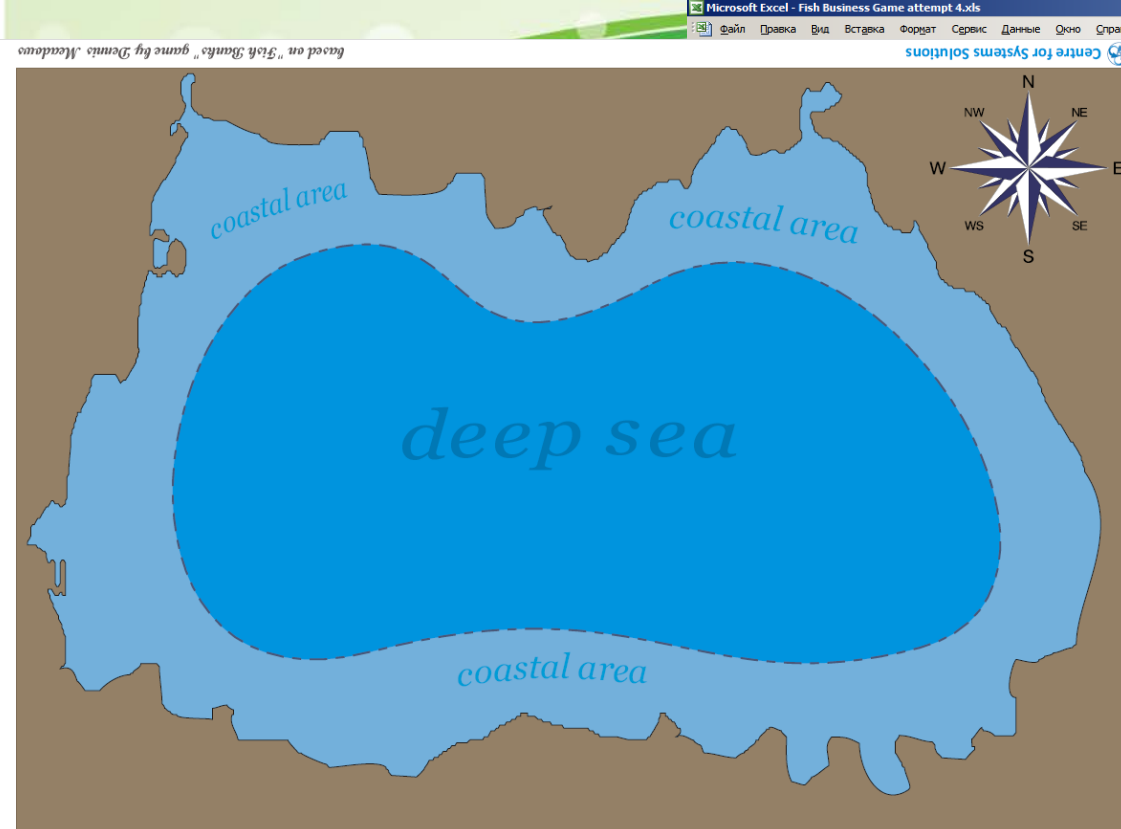 Microsoft Excel - Fish Business Game attempt 4.xls
Файл Правка Вид Вставка Формат Сервис Данные Окно
based on "Fish Banks" game by Dennis Meadows
Centre for Systems Solutions
N
NW NE
W E
WS SE
S
coastal area
coastal area
deep sea
coastal area